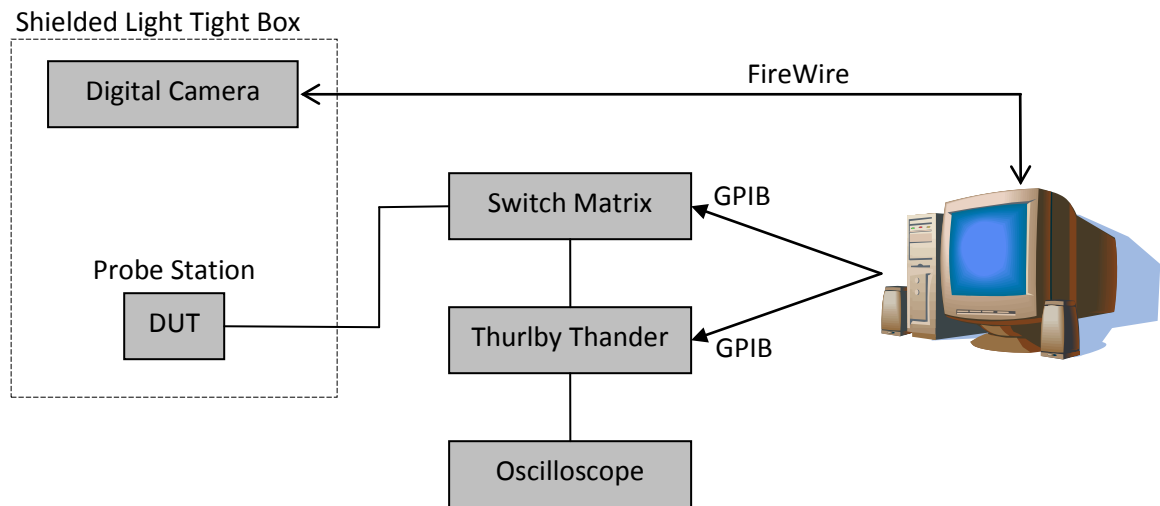 Shielded Light Tight Box
Digital Camera
FireWire
Switch Matrix
GPIB
Probe Station
DUT
Thurlby Thander
GPIB
Oscilloscope